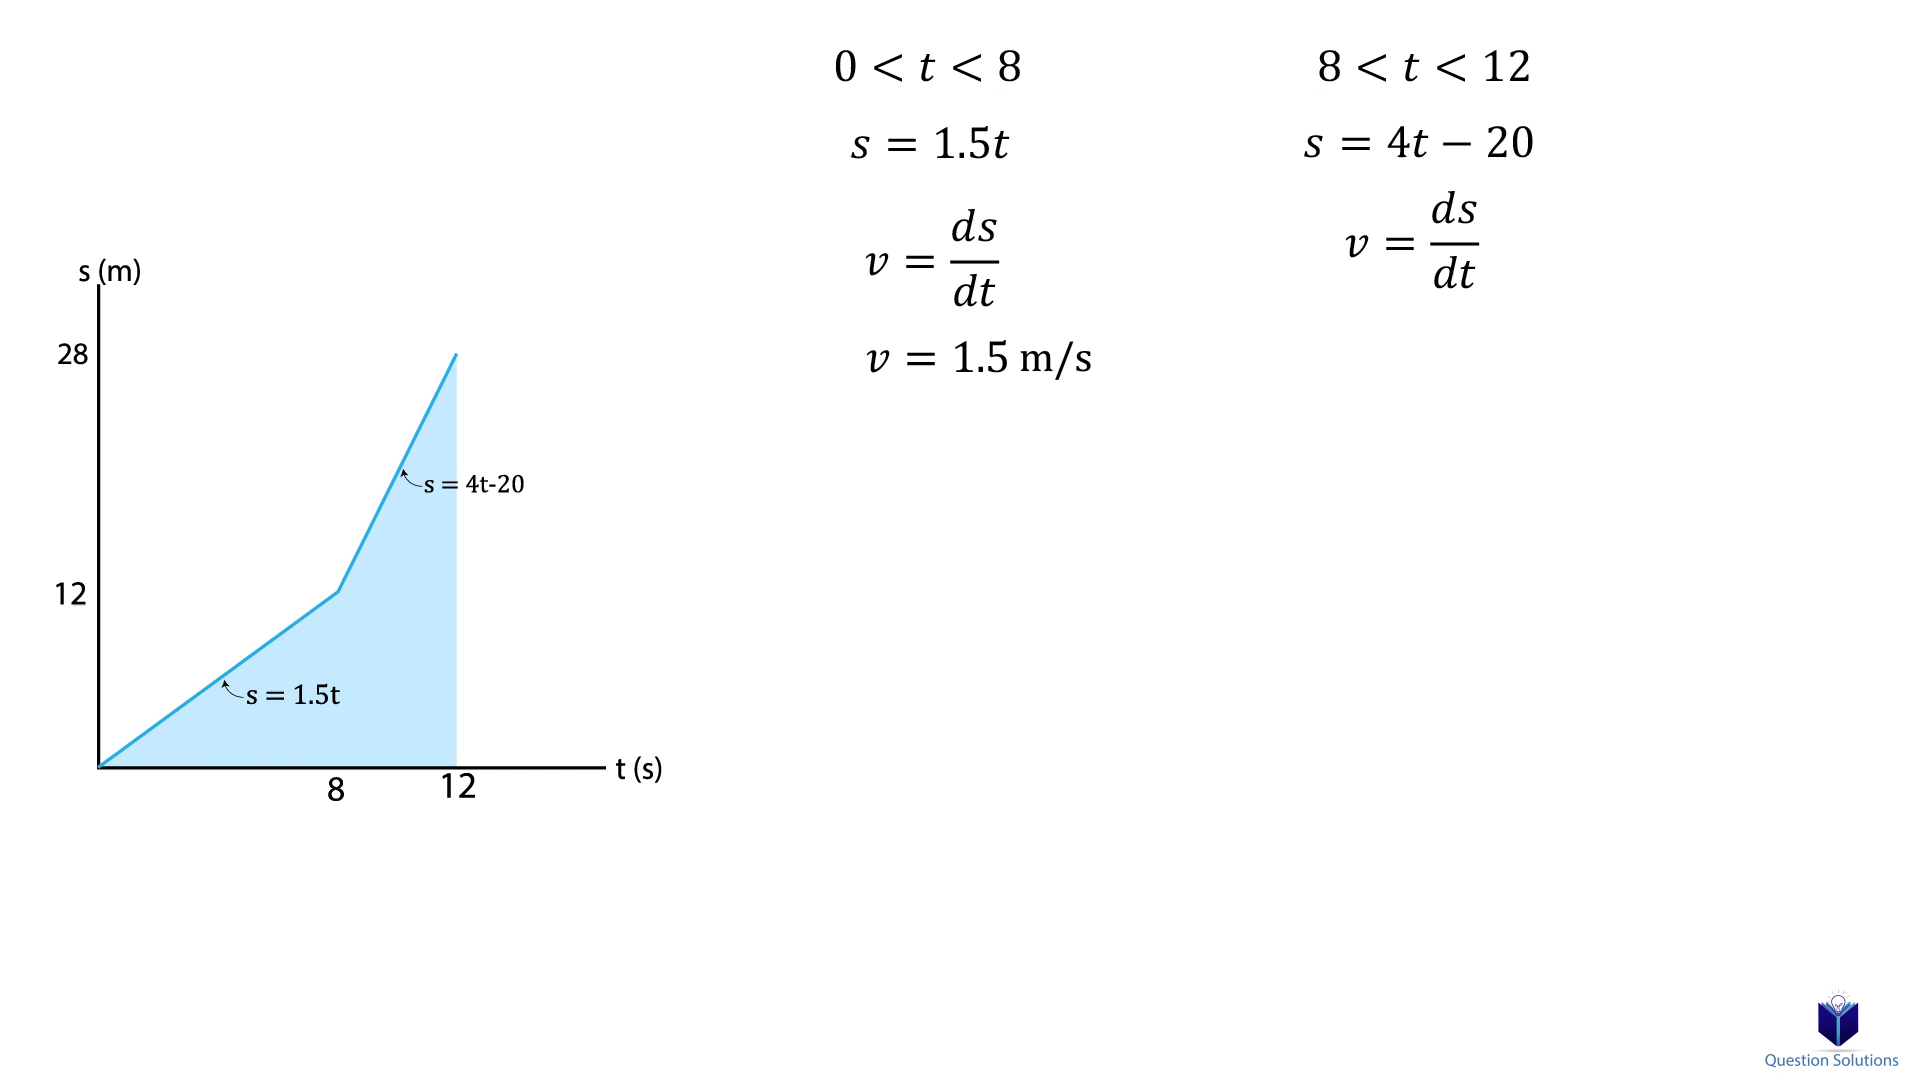 0 < t < 8
s = 1.5t
v = ds/dt
v = 1.5 m/s
8 < t < 12
s = 4t − 20
v = ds/dt
s (m)
28
s = 4t-20
12
s = 1.5t
t (s)
8
12
Question Solutions